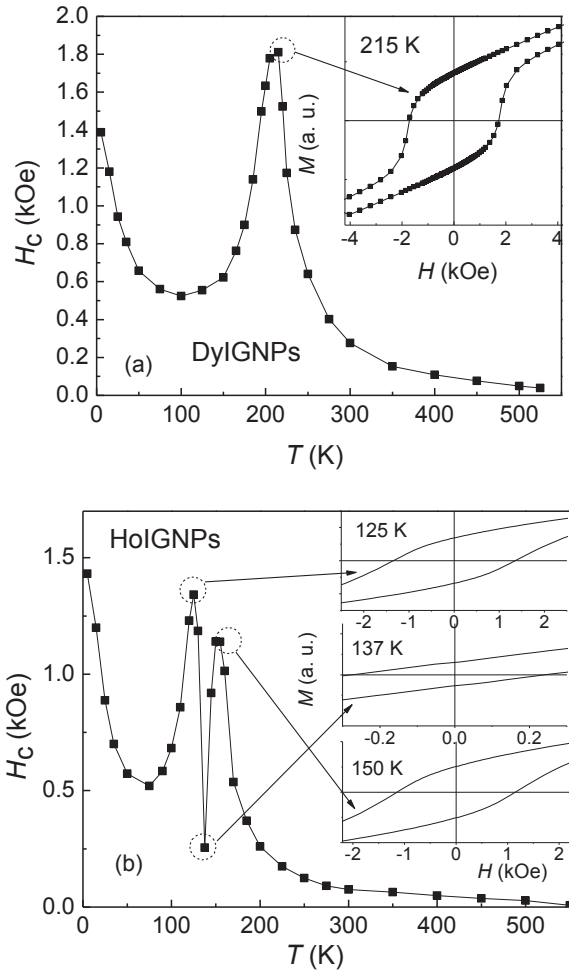 2.0
1.8
1.6
1.4
1.2
1.0
0.8
0.6
0.4
0.2
0.0
HC (kOe)
215 K
M (a. u.)
-4 -2 0 2 4
H (kOe)
(a) DyIGNPs
0 100 200 300 400 500
T (K)
HoIGNPs
1.5
1.0
0.5
0.0
HC (kOe)
125 K
-2 -1 0 1 2
137 K
M (a. u.)
-0.2 0.0 0.2
150 K
-2 -1 0 1 2
H (kOe)
(b)
0 100 200 300 400 500
T (K)